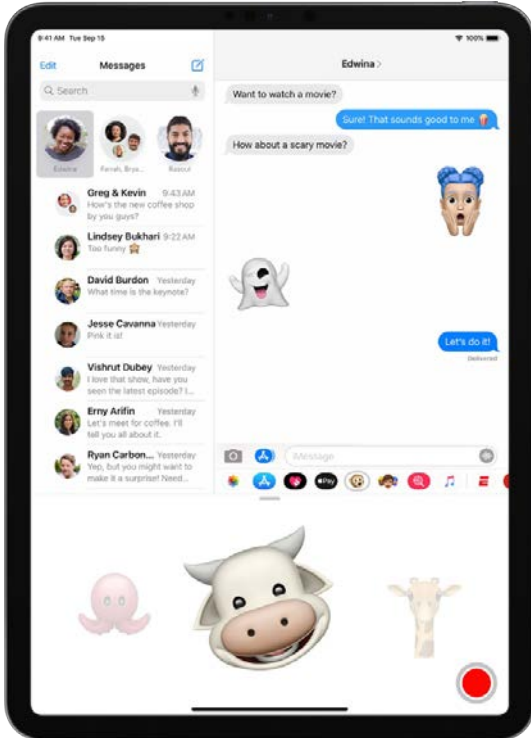 9:41 AM Tue Sep 15
100%
Edit
Messages
Edwina >
Search
Want to watch a movie?
Sure! That sounds good to me 🍿
How about a scary movie?
Edwina
Farrah, Brya...
Rasoul
Greg & Kevin 9:43 AM
How's the new coffee shop
by you guys?
Lindsey Bukhari 9:22 AM
Too funny 🙈
David Burdon Yesterday
What time is the keynote?
Jesse Cavanna Yesterday
Pink it is!
Let's do it!
Delivered
Vishrut Dubey Yesterday
I love that show, have you
seen the latest episode? I...
Erny Arifin Yesterday
Let's meet for coffee. I'll
tell you all about it.
Ryan Carbon... Yesterday
Yep, but you might want to
make it a surprise! Need...
iMessage
Pay